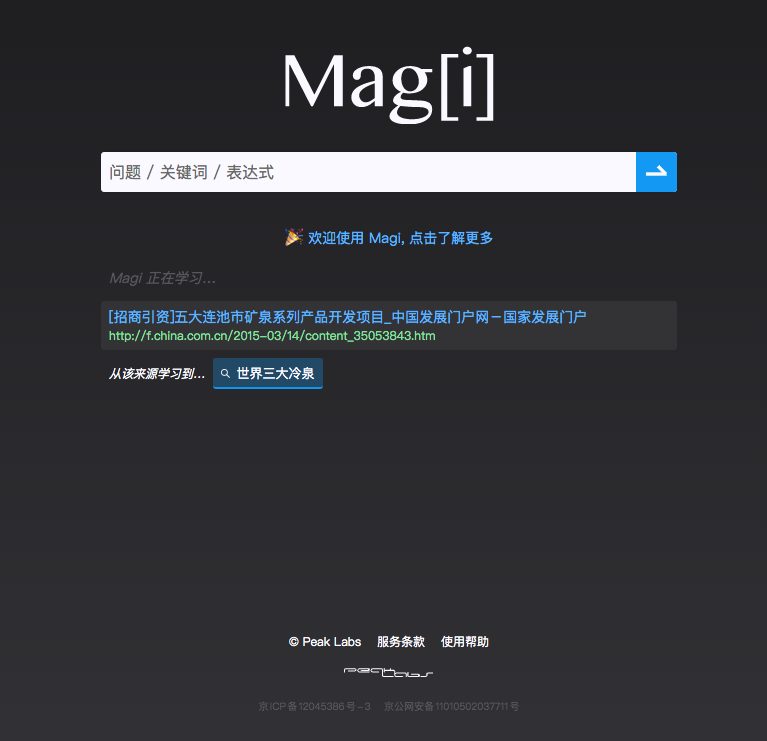 Mag[i]
问题 / 关键词 / 表达式
🎉 欢迎使用 Magi, 点击了解更多
Magi 正在学习...
[招商引资]五大连池市矿泉系列产品开发项目_中国发展门户网－国家发展门户
http://f.china.com.cn/2015-03/14/content_35053843.htm
从该来源学习到... 世界三大冷泉
© Peak Labs 服务条款 使用帮助
peak labs
京ICP备12045386号-3 京公网安备11010502037711号